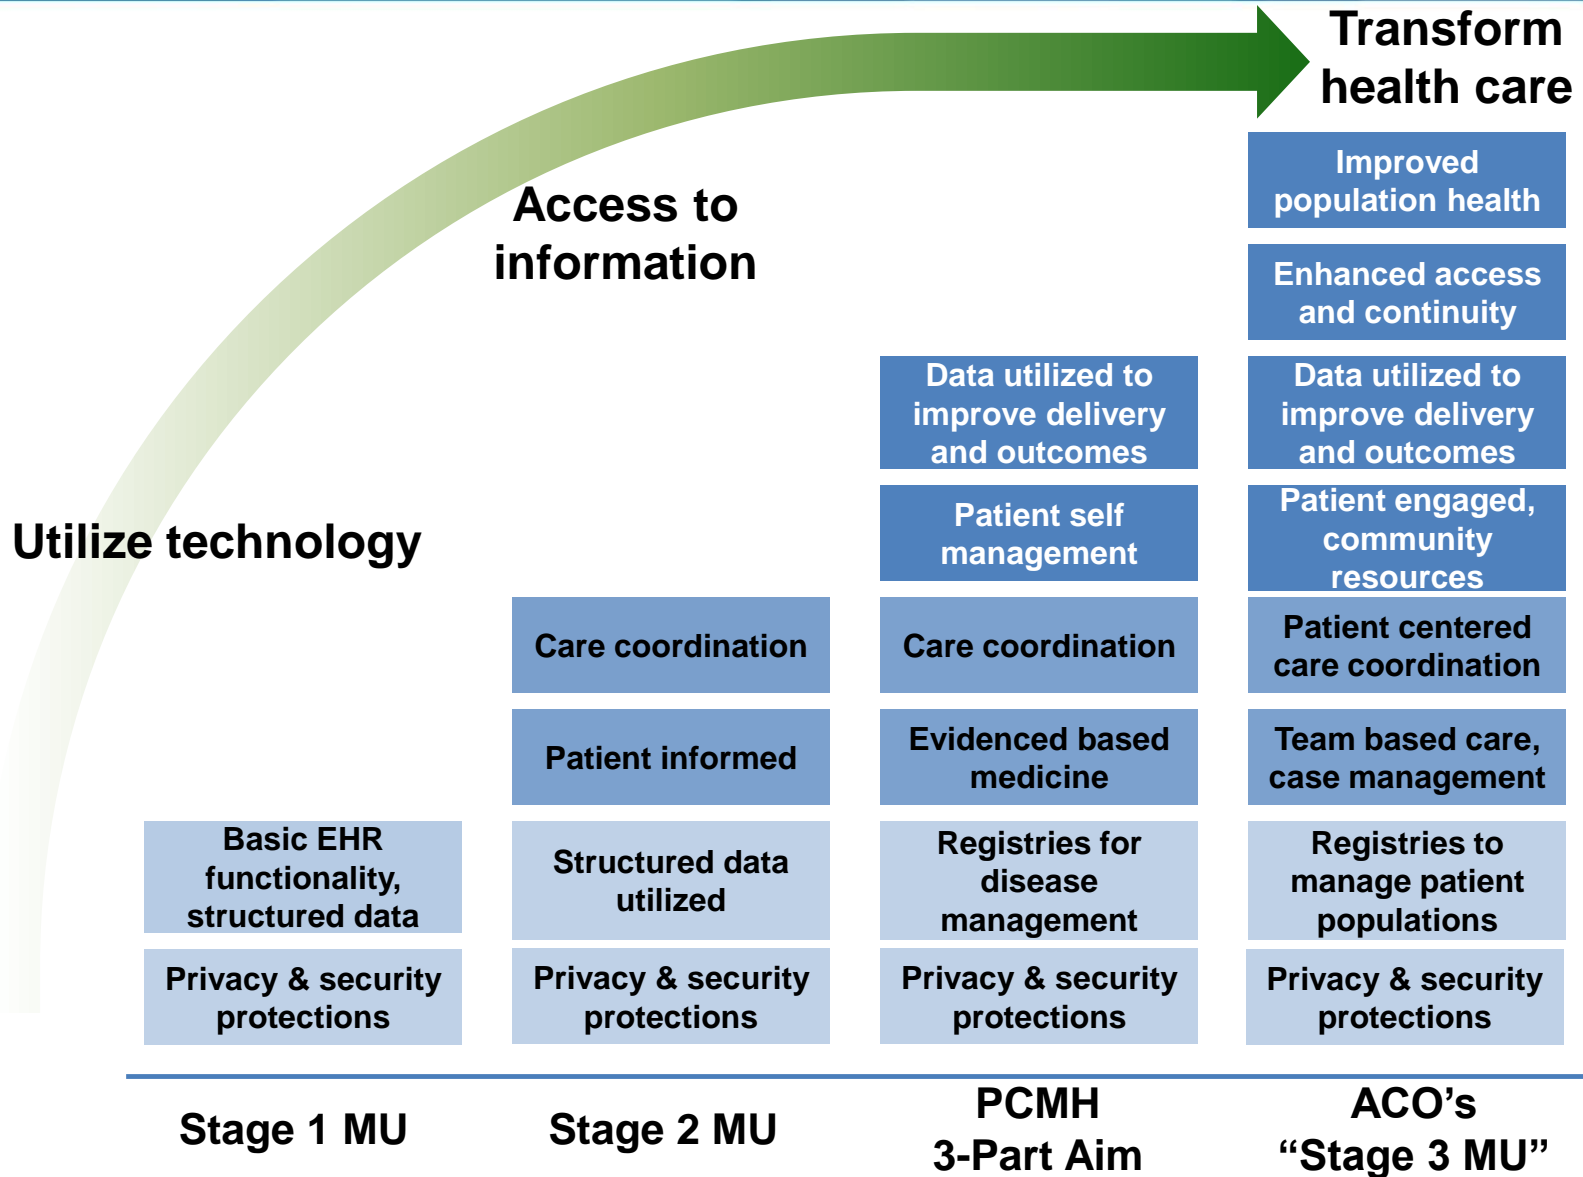 Transform
health care
Access to
information
Utilize technology
Basic EHR
functionality,
structured data
Privacy & security
protections
Stage 1 MU
Care coordination
Patient informed
Structured data
utilized
Privacy & security
protections
Stage 2 MU
Data utilized to
improve delivery
and outcomes
Patient self
management
Care coordination
Evidenced based
medicine
Registries for
disease
management
Privacy & security
protections
PCMH
3-Part Aim
Improved
population health
Enhanced access
and continuity
Data utilized to
improve delivery
and outcomes
Patient engaged,
community
resources
Patient centered
care coordination
Team based care,
case management
Registries to
manage patient
populations
Privacy & security
protections
ACO’s
“Stage 3 MU”